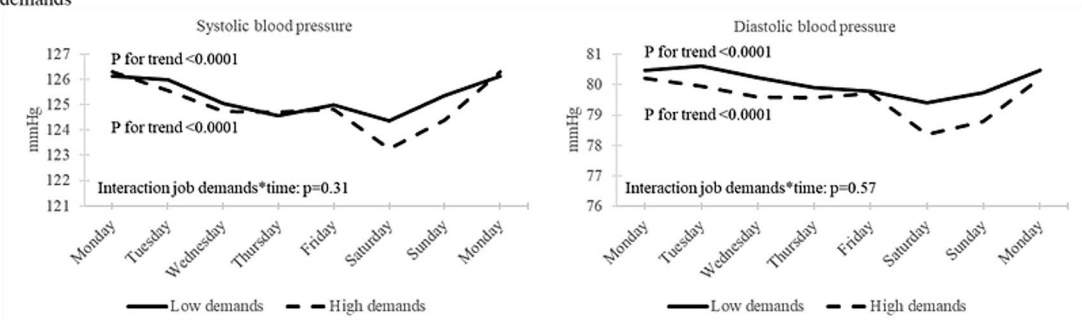 demands
Systolic blood pressure
127
126
125
124
123
122
121
mmHg
P for trend <0.0001
P for trend <0.0001
Interaction job demands*time: p=0.31
Monday
Tuesday
Wednesday
Thursday
Friday
Saturday
Sunday
Monday
Low demands
High demands
Diastolic blood pressure
81
80
79
78
77
76
mmHg
P for trend <0.0001
P for trend <0.0001
Interaction job demands*time: p=0.57
Monday
Tuesday
Wednesday
Thursday
Friday
Saturday
Sunday
Monday
Low demands
High demands